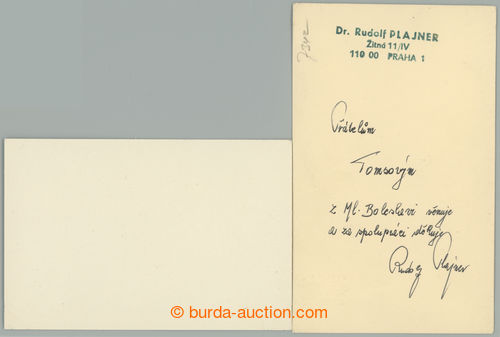 Dr. Rudolf PLAJNER
Žitná 11/IV
110 00 PRAHA 1
7342
Přátelům
Tomsovým
z Ml. Boleslavi věnuje
a za spolupráci děkuje
Rudolf Plajner
© burda-auction.com